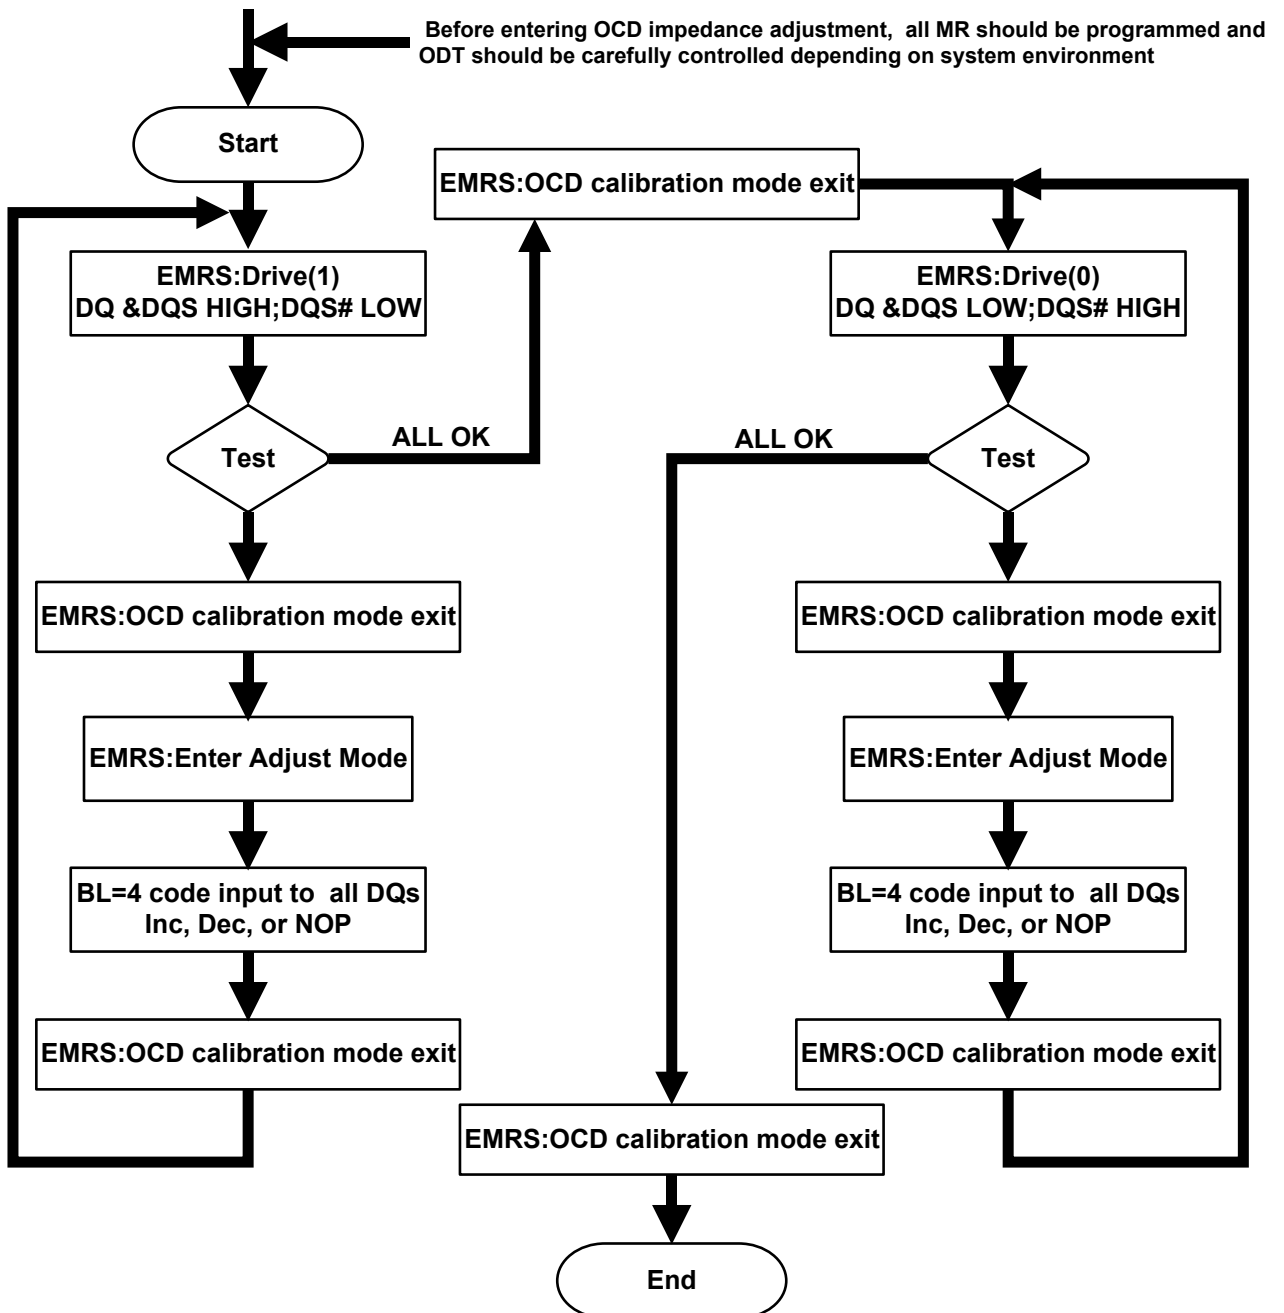 Before entering OCD impedance adjustment, all MR should be programmed and
ODT should be carefully controlled depending on system environment
Start
EMRS:OCD calibration mode exit
EMRS:Drive(1)
DQ &DQS HIGH;DQS# LOW
EMRS:Drive(0)
DQ &DQS LOW;DQS# HIGH
ALL OK
Test
ALL OK
Test
EMRS:OCD calibration mode exit
EMRS:OCD calibration mode exit
EMRS:Enter Adjust Mode
EMRS:Enter Adjust Mode
BL=4 code input to all DQs
Inc, Dec, or NOP
BL=4 code input to all DQs
Inc, Dec, or NOP
EMRS:OCD calibration mode exit
EMRS:OCD calibration mode exit
EMRS:OCD calibration mode exit
End